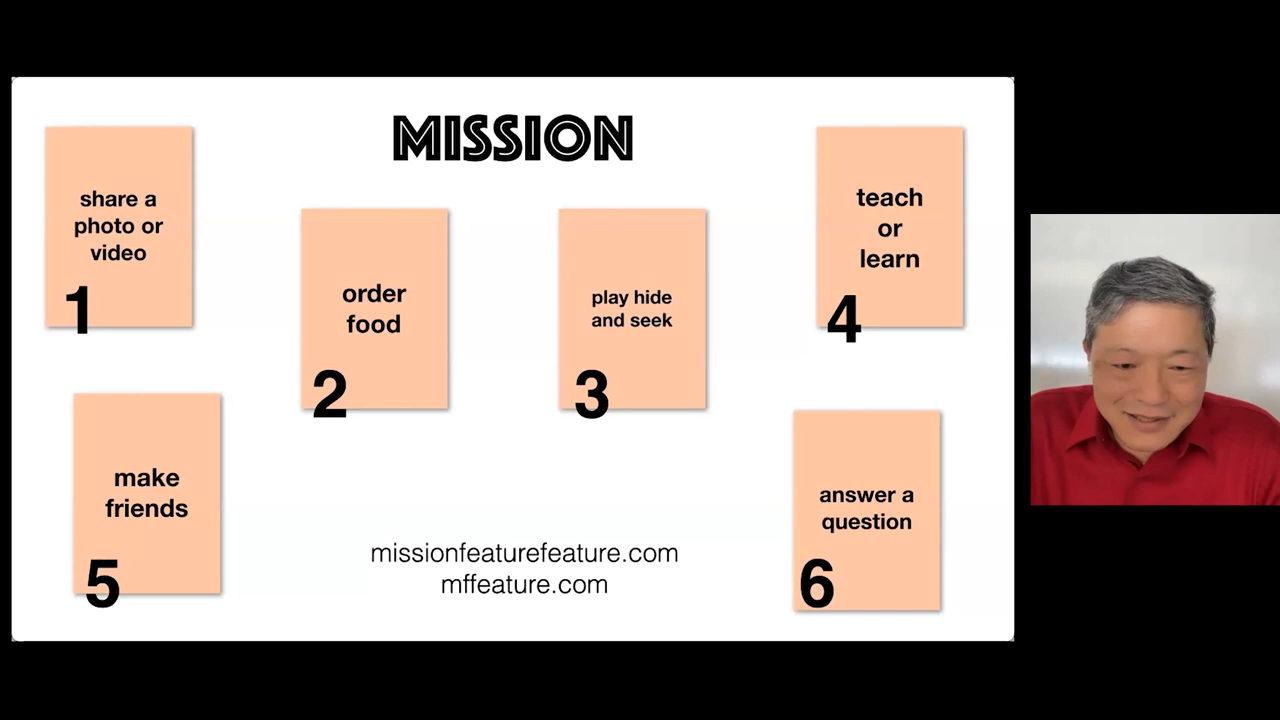 MISSION
share a
photo or
video
1
order
food
2
play hide
and seek
3
teach
or
learn
4
make
friends
5
answer a
question
6
missionfeaturefeature.com
mffeature.com